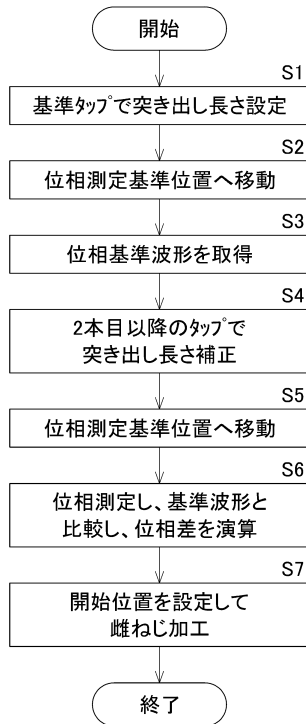 開始
S1
基準タップで突き出し長さ設定
S2
位相測定基準位置へ移動
S3
位相基準波形を取得
S4
2本目以降のタップで
突き出し長さ補正
S5
位相測定基準位置へ移動
S6
位相測定し、基準波形と
比較し、位相差を演算
S7
開始位置を設定して
雌ねじ加工
終了